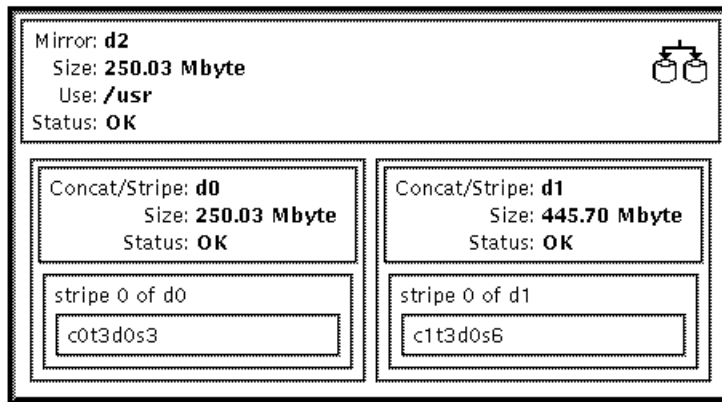 Mirror: d2
Size: 250.03 Mbyte
Use: /usr
Status: OK
Concat/Stripe: d0
Size: 250.03 Mbyte
Status: OK
stripe 0 of d0
c0t3d0s3
Concat/Stripe: d1
Size: 445.70 Mbyte
Status: OK
stripe 0 of d1
c1t3d0s6